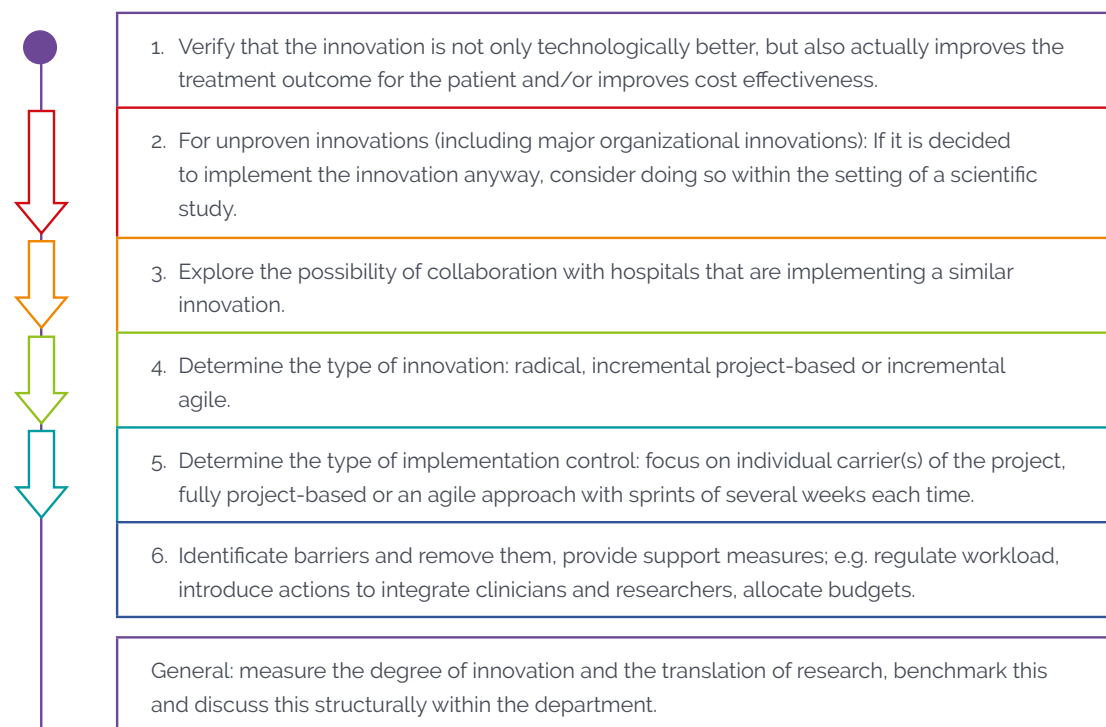 1. Verify that the innovation is not only technologically better, but also actually improves the
treatment outcome for the patient and/or improves cost effectiveness.
2. For unproven innovations (including major organizational innovations): If it is decided
to implement the innovation anyway, consider doing so within the setting of a scientific
study.
3. Explore the possibility of collaboration with hospitals that are implementing a similar
innovation.
4. Determine the type of innovation: radical, incremental project-based or incremental
agile.
5. Determine the type of implementation control: focus on individual carrier(s) of the project,
fully project-based or an agile approach with sprints of several weeks each time.
6. Identificate barriers and remove them, provide support measures; e.g. regulate workload,
introduce actions to integrate clinicians and researchers, allocate budgets.
General: measure the degree of innovation and the translation of research, benchmark this
and discuss this structurally within the department.